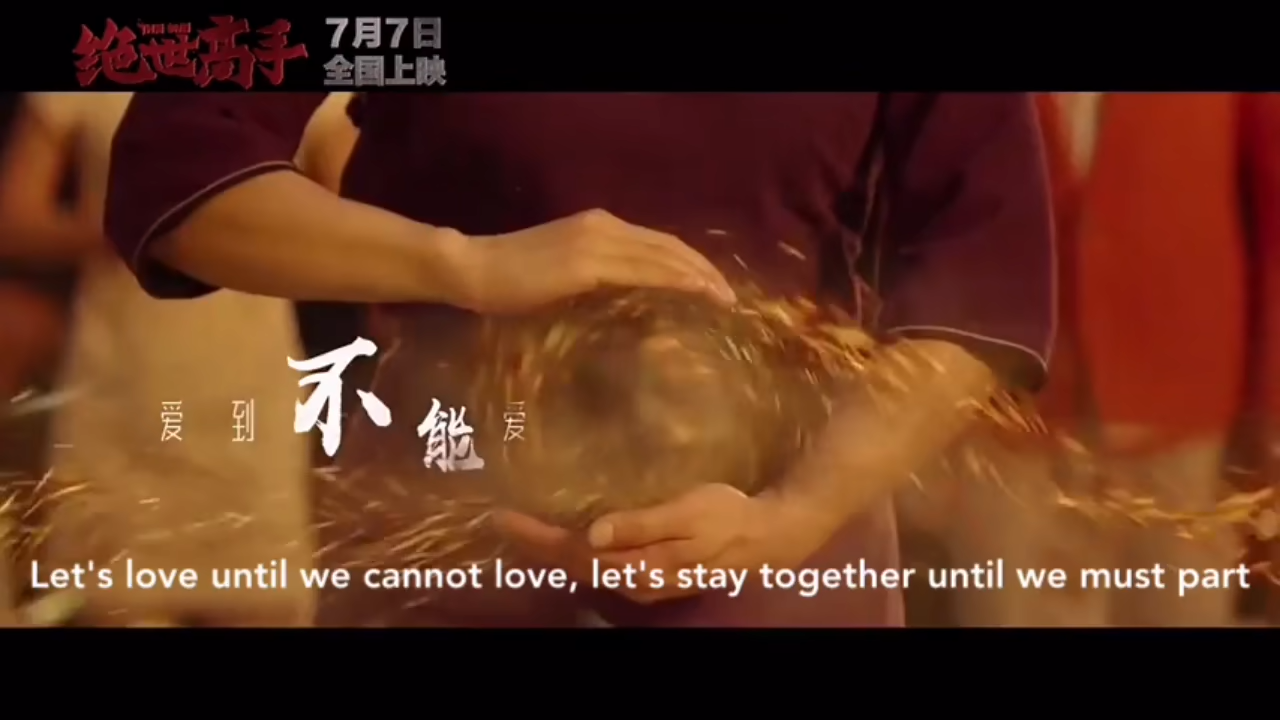 绝世高手
7月7日
全国上映
爱到不能爱
Let's love until we cannot love, let's stay together until we must part